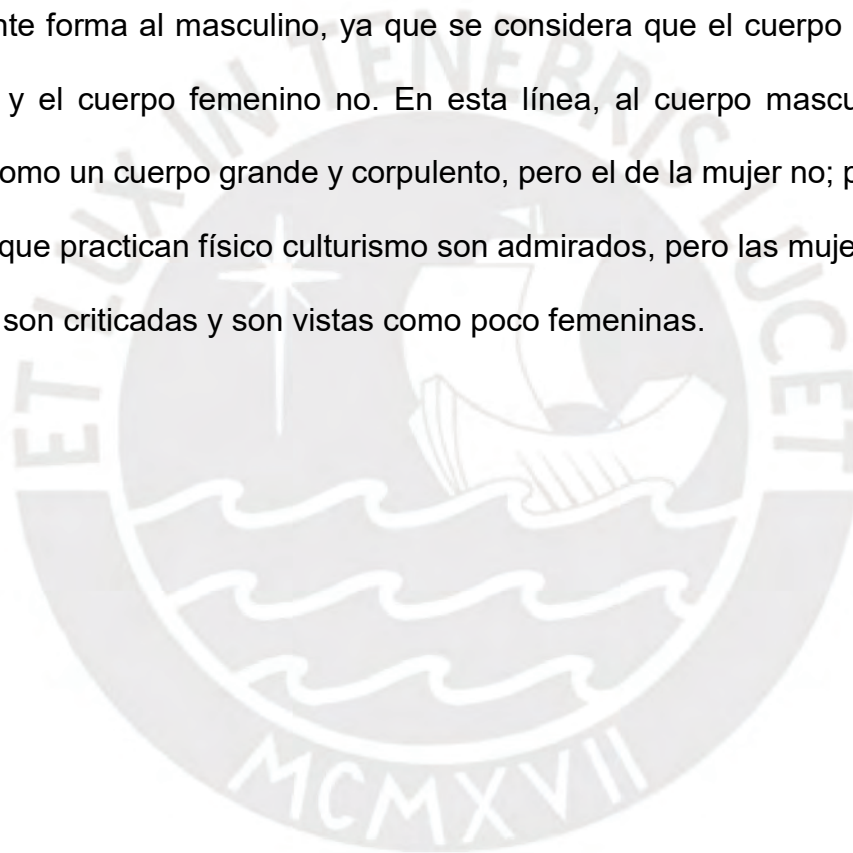 nte forma al masculino, ya que se considera que el cuerpo
y el cuerpo femenino no. En esta línea, al cuerpo mascu
omo un cuerpo grande y corpulento, pero el de la mujer no; p
que practican físico culturismo son admirados, pero las muje
son criticadas y son vistas como poco femeninas.
ET LUX IN TENEBRIS LUCET
MCMXVII